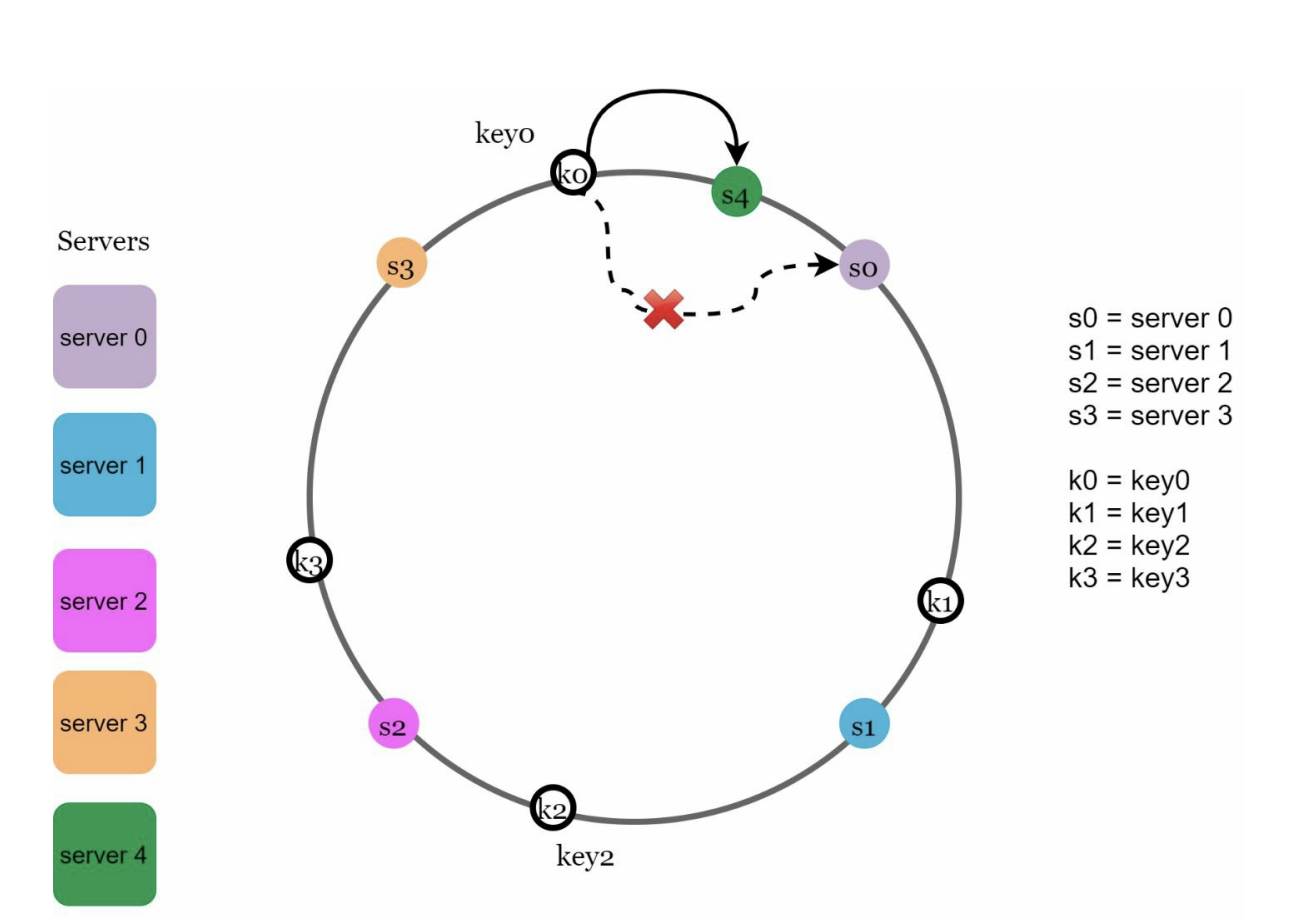 key0
k0
s4
s3
s0
Servers
server 0
server 1
server 2
server 3
server 4
k3
k1
s2
s1
k2
key2
s0 = server 0
s1 = server 1
s2 = server 2
s3 = server 3
k0 = key0
k1 = key1
k2 = key2
k3 = key3